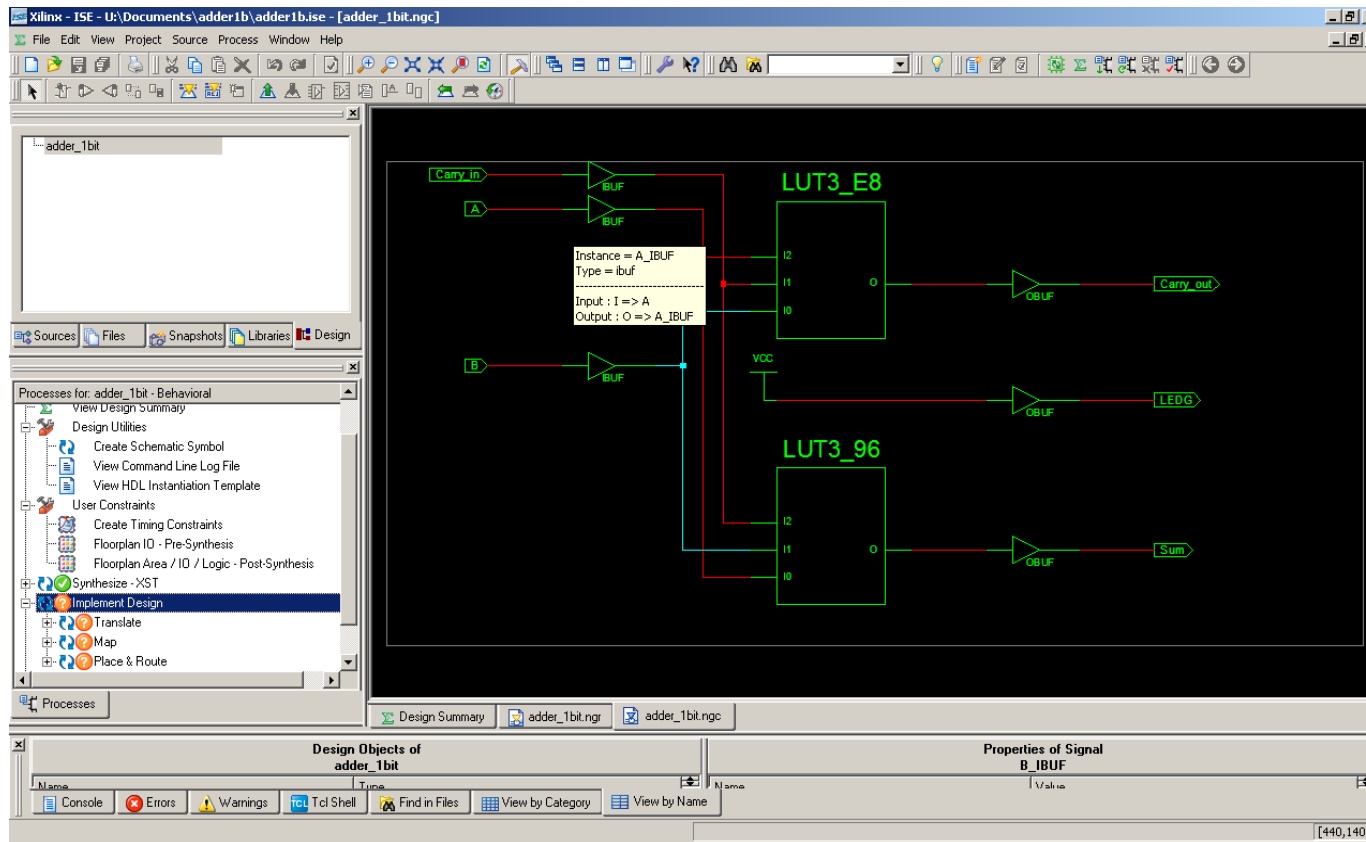 Xilinx - ISE - U:\Documents\adder1b\adder1b.ise - [adder_1bit.ngc]
File Edit View Project Source Process Window Help
adder_1bit
Sources Files Snapshots Libraries Design
Processes for: adder_1bit - Behavioral
View Design Summary
Design Utilities
Create Schematic Symbol
View Command Line Log File
View HDL Instantiation Template
User Constraints
Create Timing Constraints
Floorplan IO - Pre-Synthesis
Floorplan Area / IO / Logic - Post-Synthesis
Synthesize - XST
Implement Design
Translate
Map
Place & Route
Processes
Carry_in
IBUF
A
IBUF
LUT3_E8
Instance = A_IBUF
Type = ibuf
Input : I => A
Output : O => A_IBUF
I2
I1
I0
O
OBUF
Carry_out
B
IBUF
VCC
OBUF
LEDG
LUT3_96
I2
I1
I0
O
OBUF
Sum
Design Summary adder_1bit.ngr adder_1bit.ngc
Design Objects of
adder_1bit
Properties of Signal
B_IBUF
Name Type Name Value
Console Errors Warnings TCL Tcl Shell Find in Files View by Category View by Name
[440,140